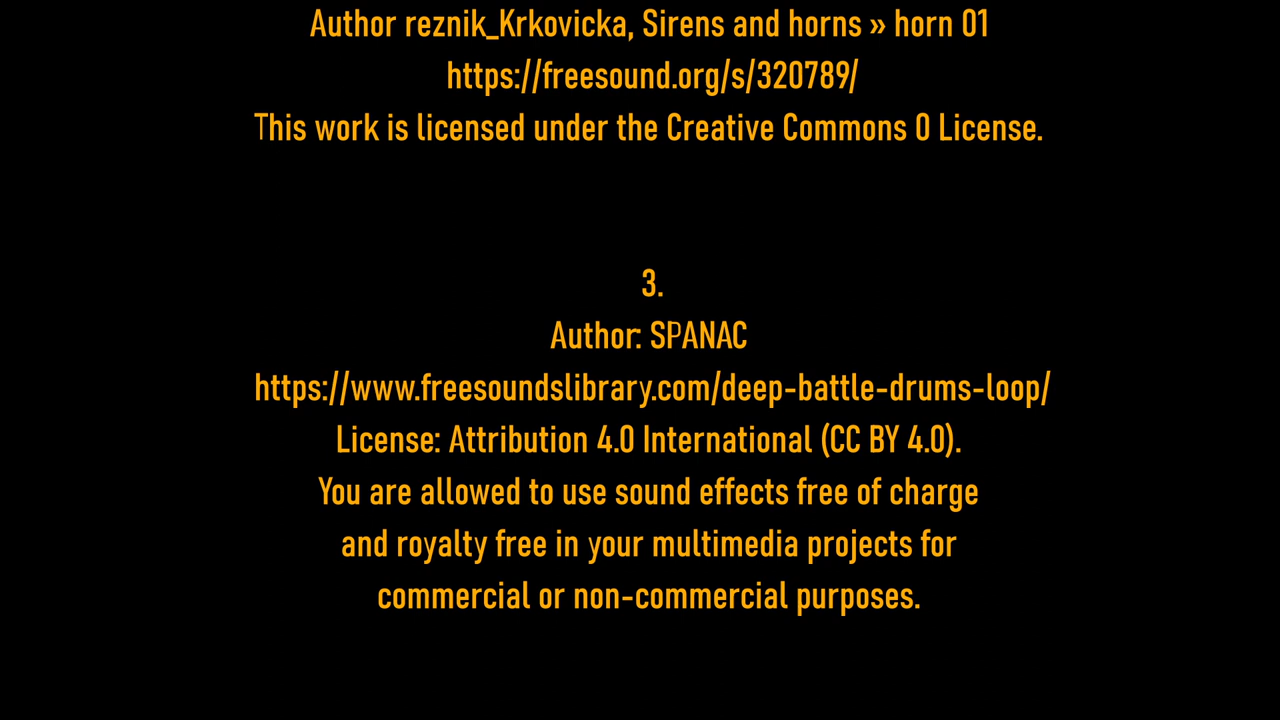 Author reznik_Krkovicka, Sirens and horns » horn 01
https://freesound.org/s/320789/
This work is licensed under the Creative Commons 0 License.
3.
Author: SPANAC
https://www.freesoundslibrary.com/deep-battle-drums-loop/
License: Attribution 4.0 International (CC BY 4.0).
You are allowed to use sound effects free of charge
and royalty free in your multimedia projects for
commercial or non-commercial purposes.